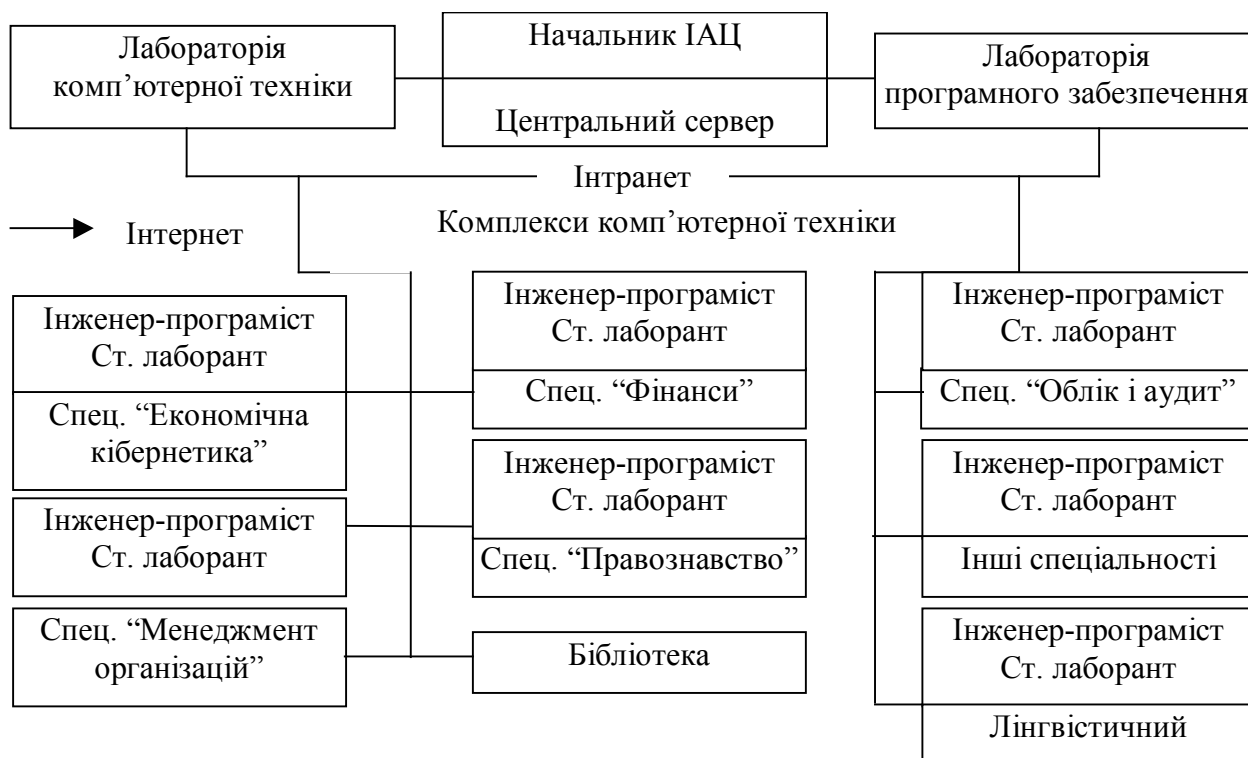 Лабораторія
комп’ютерної техніки
Начальник ІАЦ
Центральний сервер
Лабораторія
програмного забезпечення
Інтранет
Інтернет
Комплекси комп’ютерної техніки
Інженер-програміст
Ст. лаборант
Спец. “Економічна
кібернетика”
Інженер-програміст
Ст. лаборант
Спец. “Менеджмент
організацій”
Інженер-програміст
Ст. лаборант
Спец. “Фінанси”
Інженер-програміст
Ст. лаборант
Спец. “Правознавство”
Бібліотека
Інженер-програміст
Ст. лаборант
Спец. “Облік і аудит”
Інженер-програміст
Ст. лаборант
Інші спеціальності
Інженер-програміст
Ст. лаборант
Лінгвістичний